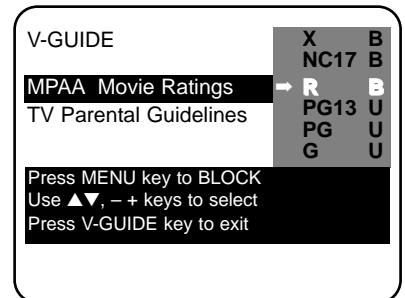 V-GUIDE
X B
NC17 B
MPAA Movie Ratings ➡ R B
TV Parental Guidelines PG13 U
PG U
G U
Press MENU key to BLOCK
Use ▲▼, – + keys to select
Press V-GUIDE key to exit